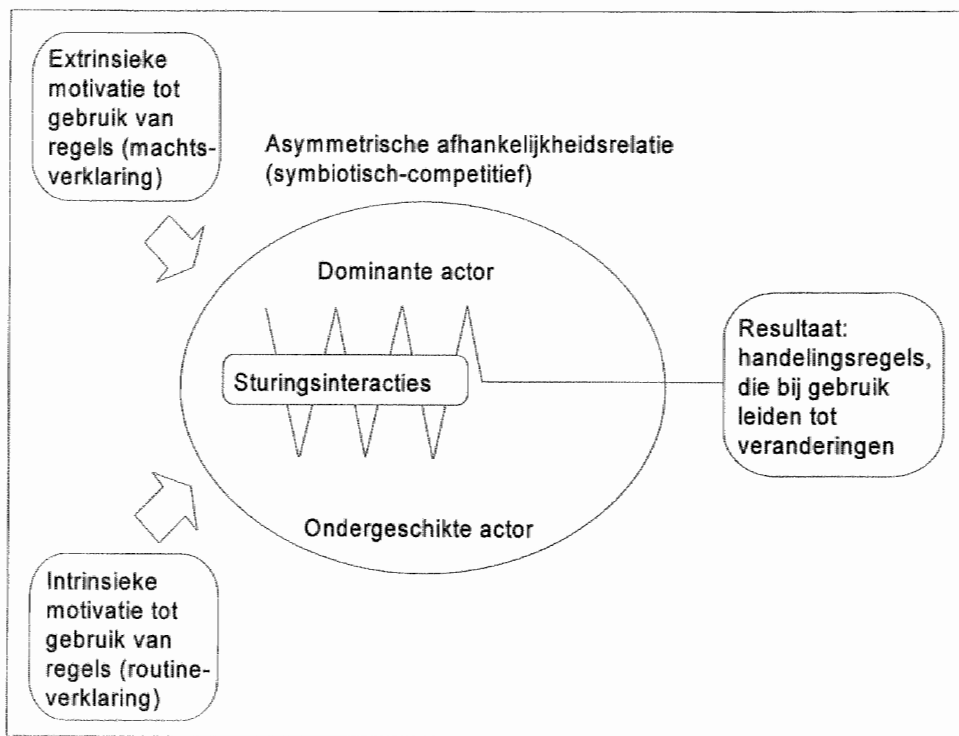 Extrinsieke
motivatie tot
gebruik van
regels (machts-
verklaring)
Asymmetrische afhankelijkheidsrelatie
(symbiotisch-competitief)
Dominante actor
Sturingsinteracties
Ondergeschikte actor
Resultaat:
handelingsregels,
die bij gebruik
leiden tot
veranderingen
Intrinsieke
motivatie tot
gebruik van
regels (routine-
verklaring)